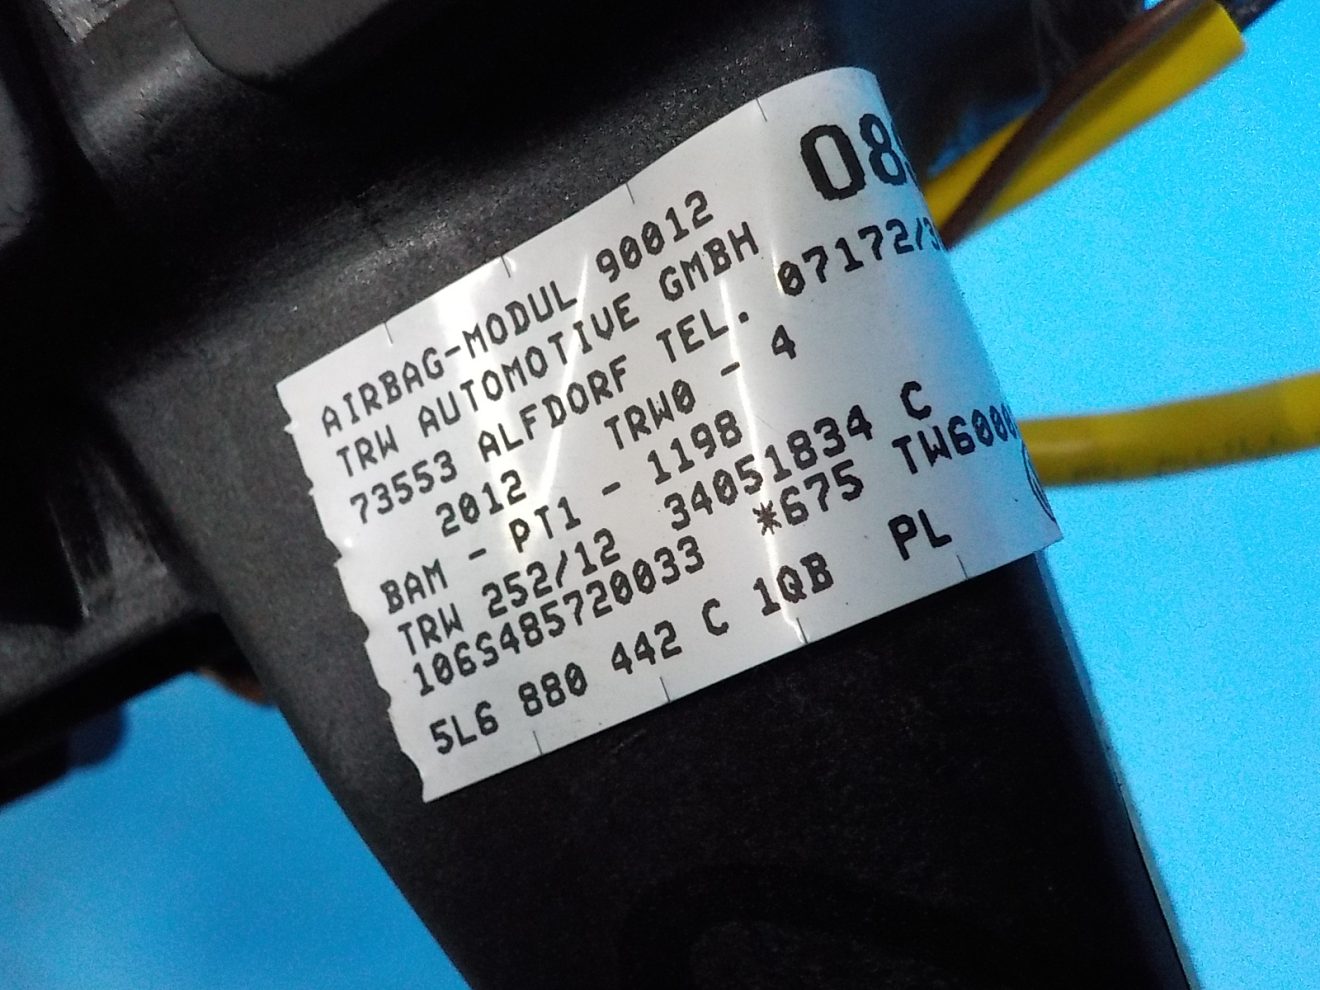 AIRBAG-MODUL 90012
TRW AUTOMOTIVE GMBH
73553 ALFDORF TEL. 07172/3
2012 TRW0 - 4
BAM - PT1 - 1198
TRW 252/12 34051834 C
106S485720033 *675 TW6000
5L6 880 442 C 1QB PL